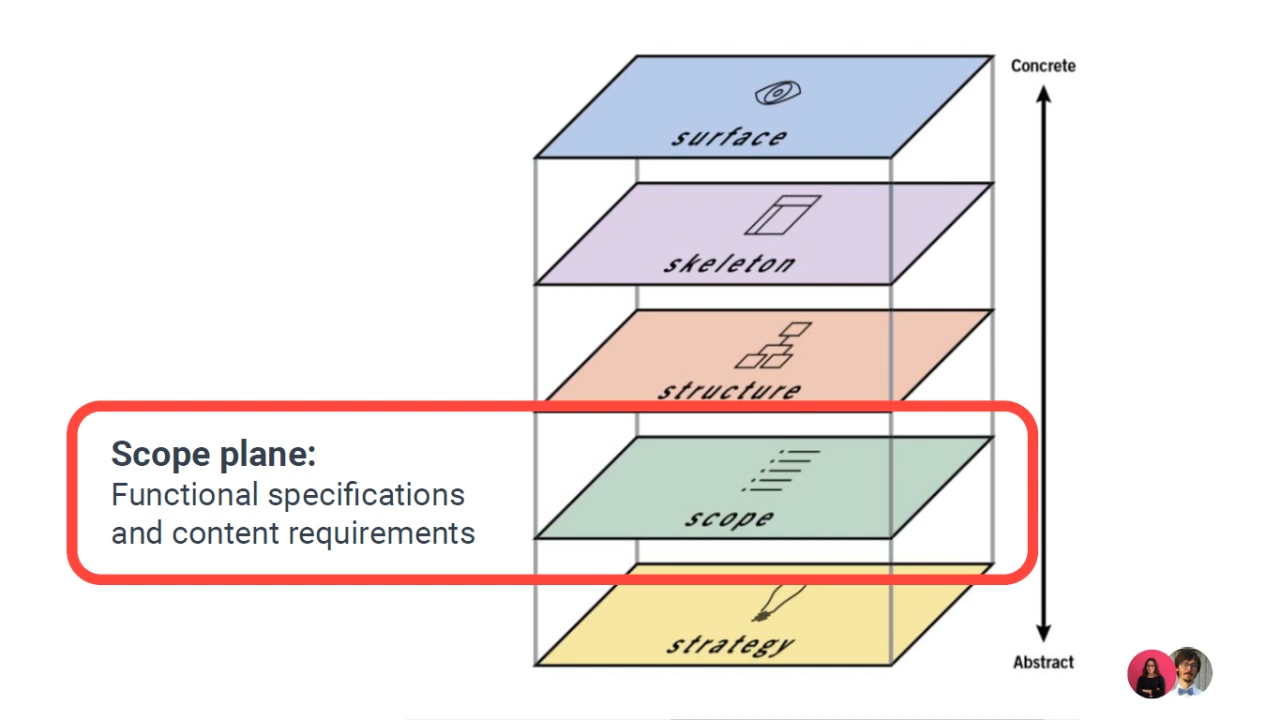 Concrete
surface
skeleton
structure
Scope plane:
Functional specifications
and content requirements
scope
strategy
Abstract